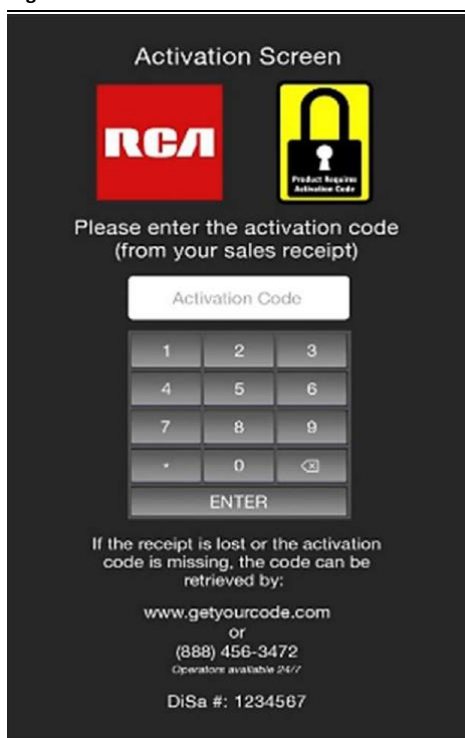 Activation Screen
RCA
Product Requires
Activation Code
Please enter the activation code
(from your sales receipt)
Activation Code
1 2 3
4 5 6
7 8 9
0
ENTER
If the receipt is lost or the activation
code is missing, the code can be
retrieved by:
www.getyourcode.com
or
(888) 456-3472
Operators available 24/7
DiSa #: 1234567